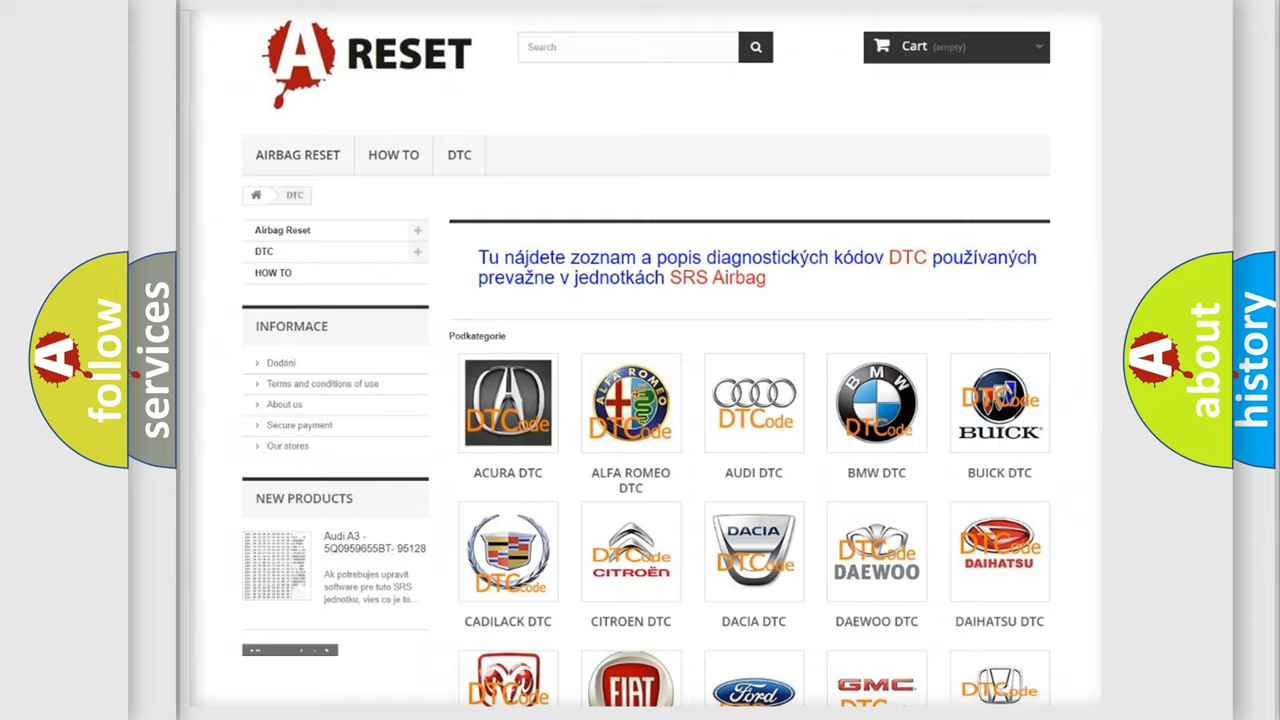 A RESET
Search
Cart (empty)
AIRBAG RESET
HOW TO
DTC
DTC
Airbag Reset
DTC
HOW TO
Tu nájdete zoznam a popis diagnostických kódov DTC používaných
prevažne v jednotkách SRS Airbag
INFORMACE
Dodání
Terms and conditions of use
About us
Secure payment
Our stores
NEW PRODUCTS
Audi A3 -
5Q0959655BT- 95128
Ak potrebujes upravit
software pre tuto SRS
jednotku, vies co je to...
Podkategorie
DTCode
ALFA ROMEO
DTCode
DTCode
BMW
DTCode
DTCode
BUICK
ACURA DTC
ALFA ROMEO
DTC
AUDI DTC
BMW DTC
BUICK DTC
DTCode
DTCode
CITROËN
DACIA
DTCode
DTCode
DAEWOO
DTCode
DAIHATSU
CADILACK DTC
CITROEN DTC
DACIA DTC
DAEWOO DTC
DAIHATSU DTC
DTCode
FIAT
Ford
GMC
DTCode
A follow
services
A about
history